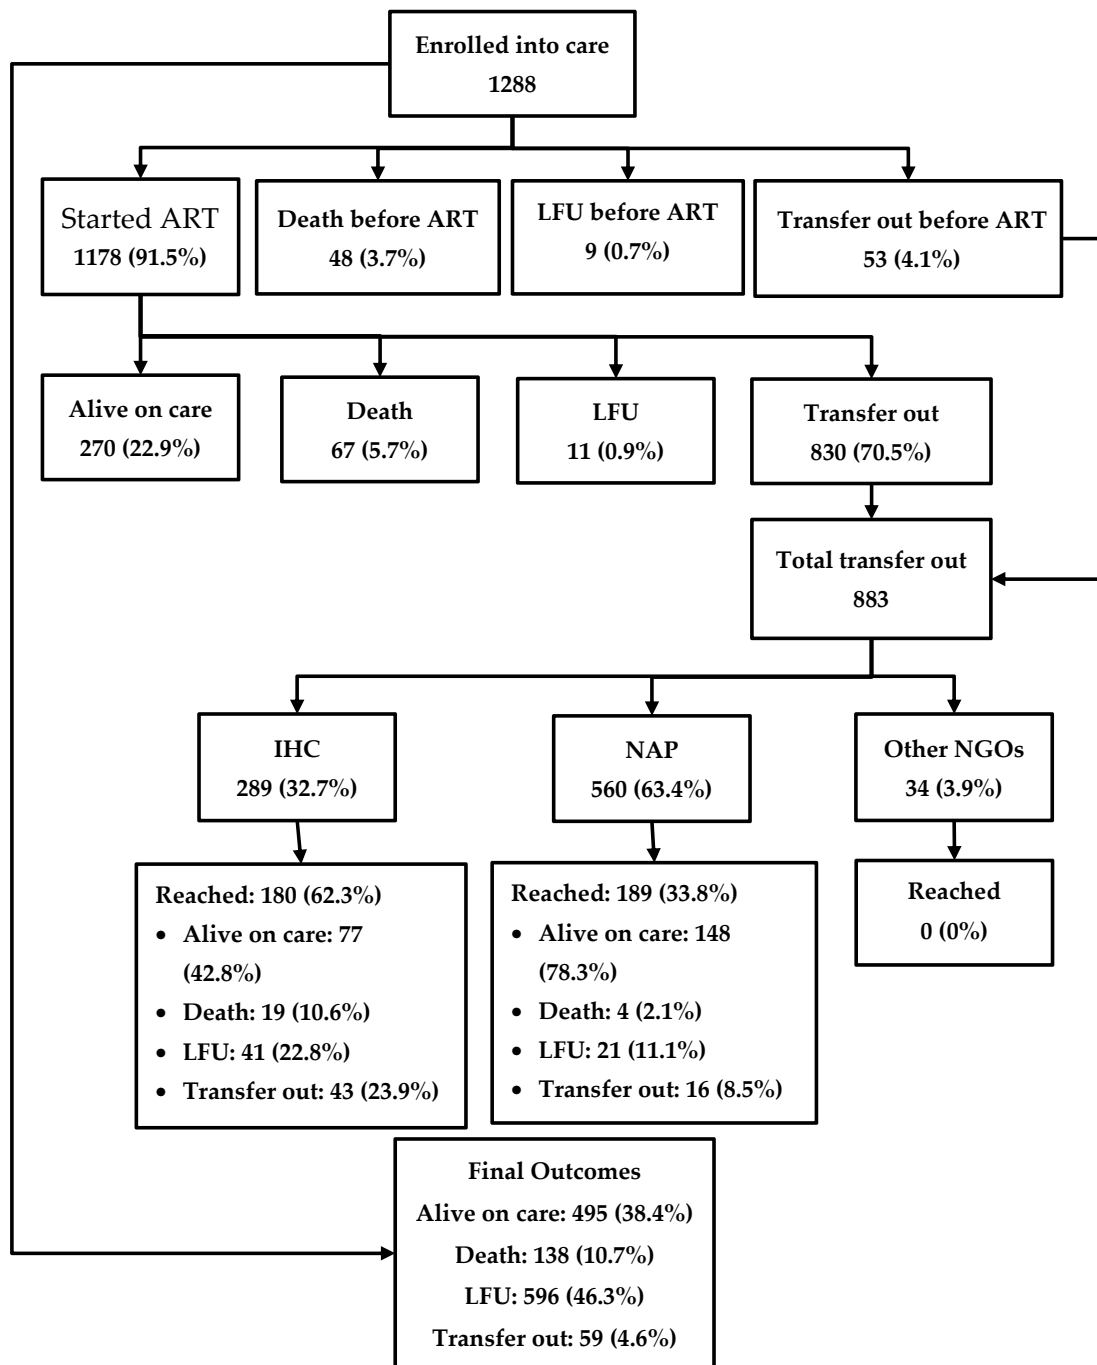 Enrolled into care
1288
Started ART
1178 (91.5%)
Death before ART
48 (3.7%)
LFU before ART
9 (0.7%)
Transfer out before ART
53 (4.1%)
Alive on care
270 (22.9%)
Death
67 (5.7%)
LFU
11 (0.9%)
Transfer out
830 (70.5%)
Total transfer out
883
IHC
289 (32.7%)
NAP
560 (63.4%)
Other NGOs
34 (3.9%)
Reached: 180 (62.3%)
• Alive on care: 77
(42.8%)
• Death: 19 (10.6%)
• LFU: 41 (22.8%)
• Transfer out: 43 (23.9%)
Reached: 189 (33.8%)
• Alive on care: 148
(78.3%)
• Death: 4 (2.1%)
• LFU: 21 (11.1%)
• Transfer out: 16 (8.5%)
Reached
0 (0%)
Final Outcomes
Alive on care: 495 (38.4%)
Death: 138 (10.7%)
LFU: 596 (46.3%)
Transfer out: 59 (4.6%)